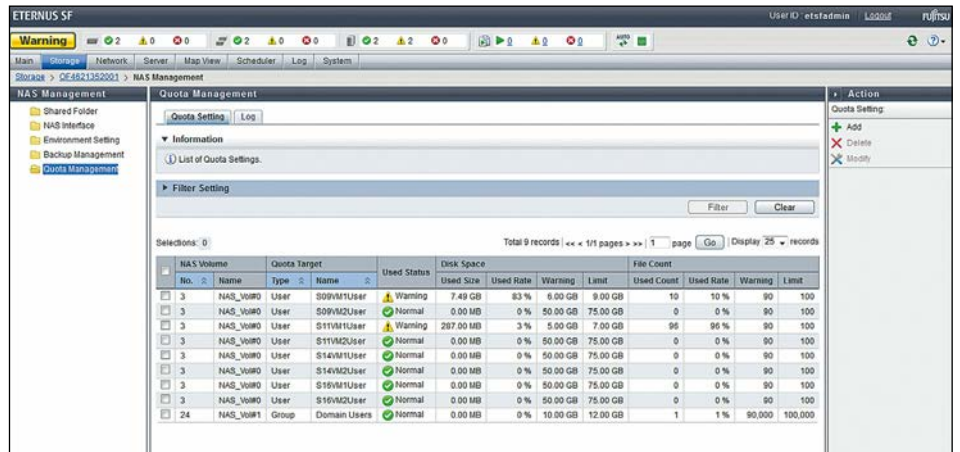 ETERNUS SF User ID : etsfadmin Logout FUJITSU
Warning 2 0 0 2 0 0 2 2 0 0 0 0 AUTO
Main Storage Network Server Map View Scheduler Log System
Storage > OF4621352001 > NAS Management
NAS Management
Shared Folder
NAS Interface
Environment Setting
Backup Management
Quota Management
Quota Management
Quota Setting Log
Information
List of Quota Settings.
Filter Setting
Filter Clear
Selections: 0 Total 9 records << < 1/1 pages > >> 1 page Go Display 25 records
NAS Volume Quota Target Used Status Disk Space File Count
No. Name Type Name Used Size Used Rate Warning Limit Used Count Used Rate Warning Limit
3 NAS_Vol#0 User S09VM1User Warning 7.49 GB 83 % 6.00 GB 9.00 GB 10 10 % 90 100
3 NAS_Vol#0 User S09VM2User Normal 0.00 MB 0 % 50.00 GB 75.00 GB 0 0 % 90 100
3 NAS_Vol#0 User S11VM1User Warning 287.00 MB 3 % 5.00 GB 7.00 GB 96 96 % 90 100
3 NAS_Vol#0 User S11VM2User Normal 0.00 MB 0 % 50.00 GB 75.00 GB 0 0 % 90 100
3 NAS_Vol#0 User S14VM1User Normal 0.00 MB 0 % 50.00 GB 75.00 GB 0 0 % 90 100
3 NAS_Vol#0 User S14VM2User Normal 0.00 MB 0 % 50.00 GB 75.00 GB 0 0 % 90 100
3 NAS_Vol#0 User S16VM1User Normal 0.00 MB 0 % 50.00 GB 75.00 GB 0 0 % 90 100
3 NAS_Vol#0 User S16VM2User Normal 0.00 MB 0 % 50.00 GB 75.00 GB 0 0 % 90 100
24 NAS_Vol#1 Group Domain Users Normal 0.00 MB 0 % 10.00 GB 12.00 GB 1 1 % 90,000 100,000
Action
Quota Setting:
Add
Delete
Modify